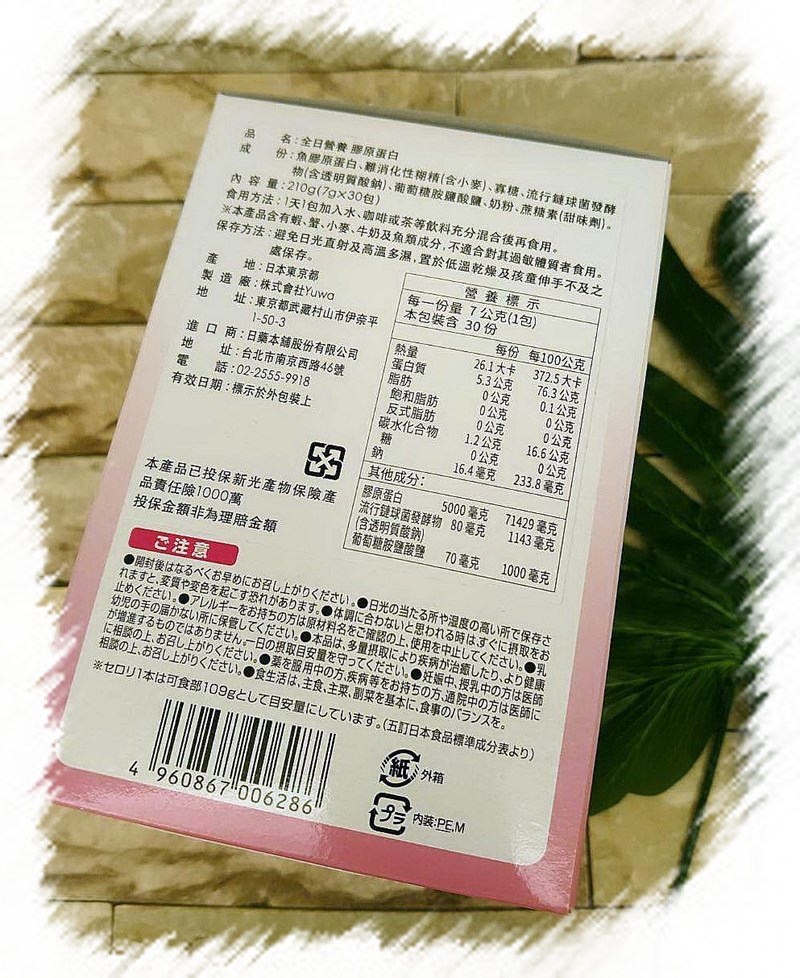 品　　名:全日營養 膠原蛋白
成　　份:魚膠原蛋白、難消化性糊精(含小麥)、寡糖、流行鏈球菌發酵
物(含透明質酸鈉)、葡萄糖胺鹽酸鹽、奶粉、蔗糖素(甜味劑)。
內 容 量:210g(7g×30包)
食用方法:1天1包加入水、咖啡或茶等飲料充分混合後再食用。
※本產品含有蝦、蟹、小麥、牛奶及魚類成分,不適合對其過敏體質者食用。
保存方法:避免日光直射及高溫多濕,置於低溫乾燥及孩童伸手不及之
處保存。
產　　地:日本東京都
製 造 廠:株式會社Yuwa
地　　址:東京都武藏村山市伊奈平
1-50-3
進 口 商:日藥本舖股份有限公司
地　　址:台北市南京西路46號
電　　話:02-2555-9918
有效日期:標示於外包裝上
營 養 標 示
每一份量 7 公克(1包)
本包裝含 30 份
每份 每100公克
熱量 26.1大卡 372.5大卡
蛋白質 5.3公克 76.3公克
脂肪 0公克 0.1公克
飽和脂肪 0公克 0公克
反式脂肪 0公克 0公克
碳水化合物 1.2公克 16.6公克
糖 0公克 0公克
鈉 16.4毫克 233.8毫克
其他成分:
膠原蛋白 5000毫克 71429毫克
流行鏈球菌發酵物 80毫克 1143毫克
(含透明質酸鈉)
葡萄糖胺鹽酸鹽 70毫克 1000毫克
本產品已投保新光產物保險產
品責任險1000萬
投保金額非為理賠金額
ご注意
●開封後はなるべくお早めにお召し上がりください。●日光の当たる所や湿度の高い所で保存さ
れますと、変質や変色を起こす恐れがあります。●体調に合わないと思われる時は、すぐに摂取をお
止めください。●アレルギーをお持ちの方は原材料名をご確認の上、使用を中止してください。●乳
幼児の手の届かない所に保管してください。●本品は、多量摂取により疾病が治癒したり、より健康
が増進するものではありません。一日の摂取目安量を守ってください。●妊娠中、授乳中の方は医師
に相談の上、お召し上がりください。●薬を服用中の方、疾病等をお持ちの方、通院中の方は医師に
相談の上、お召し上がりください。●食生活は、主食、主菜、副菜を基本に、食事のバランスを。
※セロリ1本は可食部109gとして目安量にしています。(五訂日本食品標準成分表より)
4 960867 006286
紙 外箱
プラ 内装:PE,M